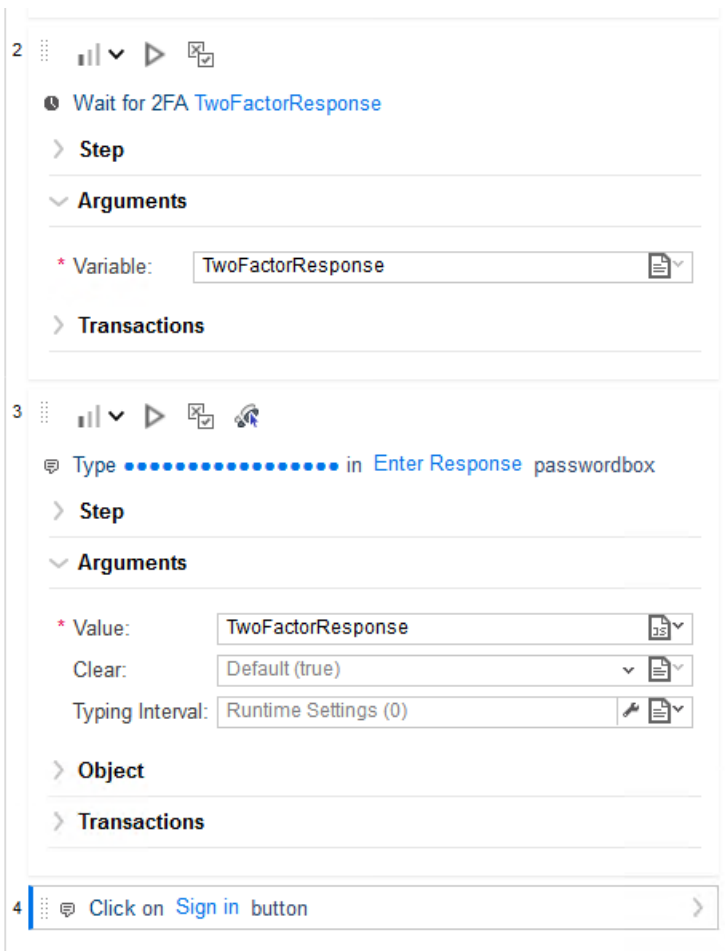 2
Wait for 2FA TwoFactorResponse
Step
Arguments
* Variable: TwoFactorResponse
Transactions
3
Type ●●●●●●●●●●●●●●●●● in Enter Response passwordbox
Step
Arguments
* Value: TwoFactorResponse JS
Clear: Default (true)
Typing Interval: Runtime Settings (0)
Object
Transactions
4 Click on Sign in button